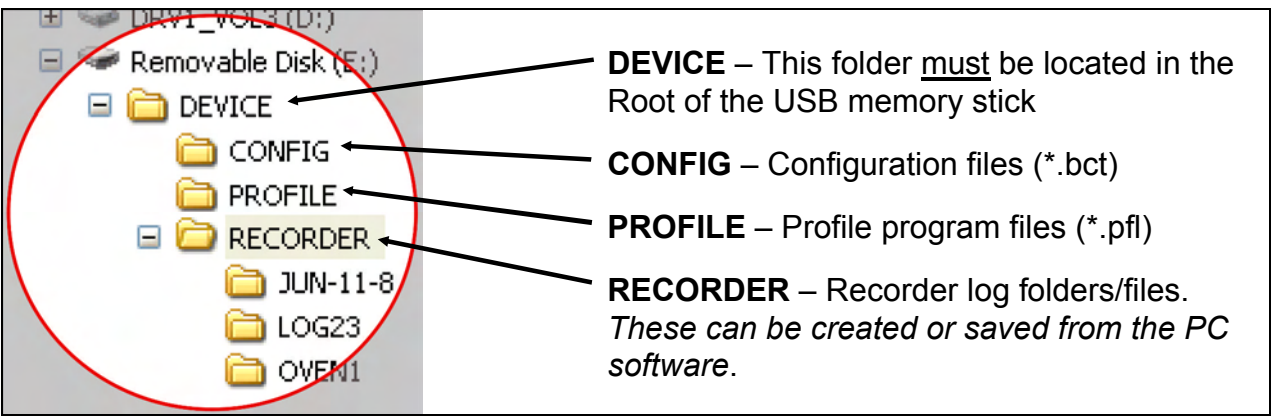 DRV1_VOL3 (D:)
Removable Disk (E:)
DEVICE
CONFIG
PROFILE
RECORDER
JUN-11-8
LOG23
OVEN1
DEVICE – This folder must be located in the
Root of the USB memory stick
CONFIG – Configuration files (*.bct)
PROFILE – Profile program files (*.pfl)
RECORDER – Recorder log folders/files.
These can be created or saved from the PC
software.